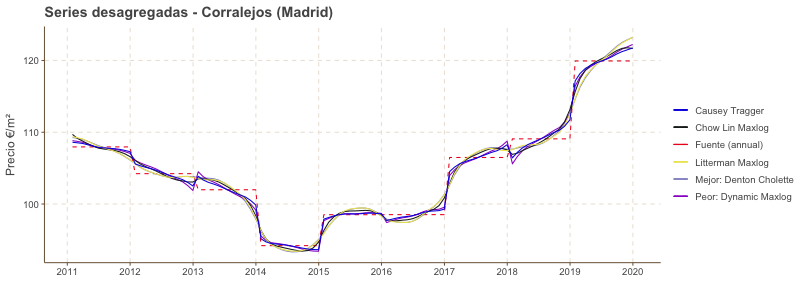 Series desagregadas - Corralejos (Madrid)
Precio €/m²
120
110
100
2011 2012 2013 2014 2015 2016 2017 2018 2019 2020
Causey Tragger
Chow Lin Maxlog
Fuente (annual)
Litterman Maxlog
Mejor: Denton Cholette
Peor: Dynamic Maxlog